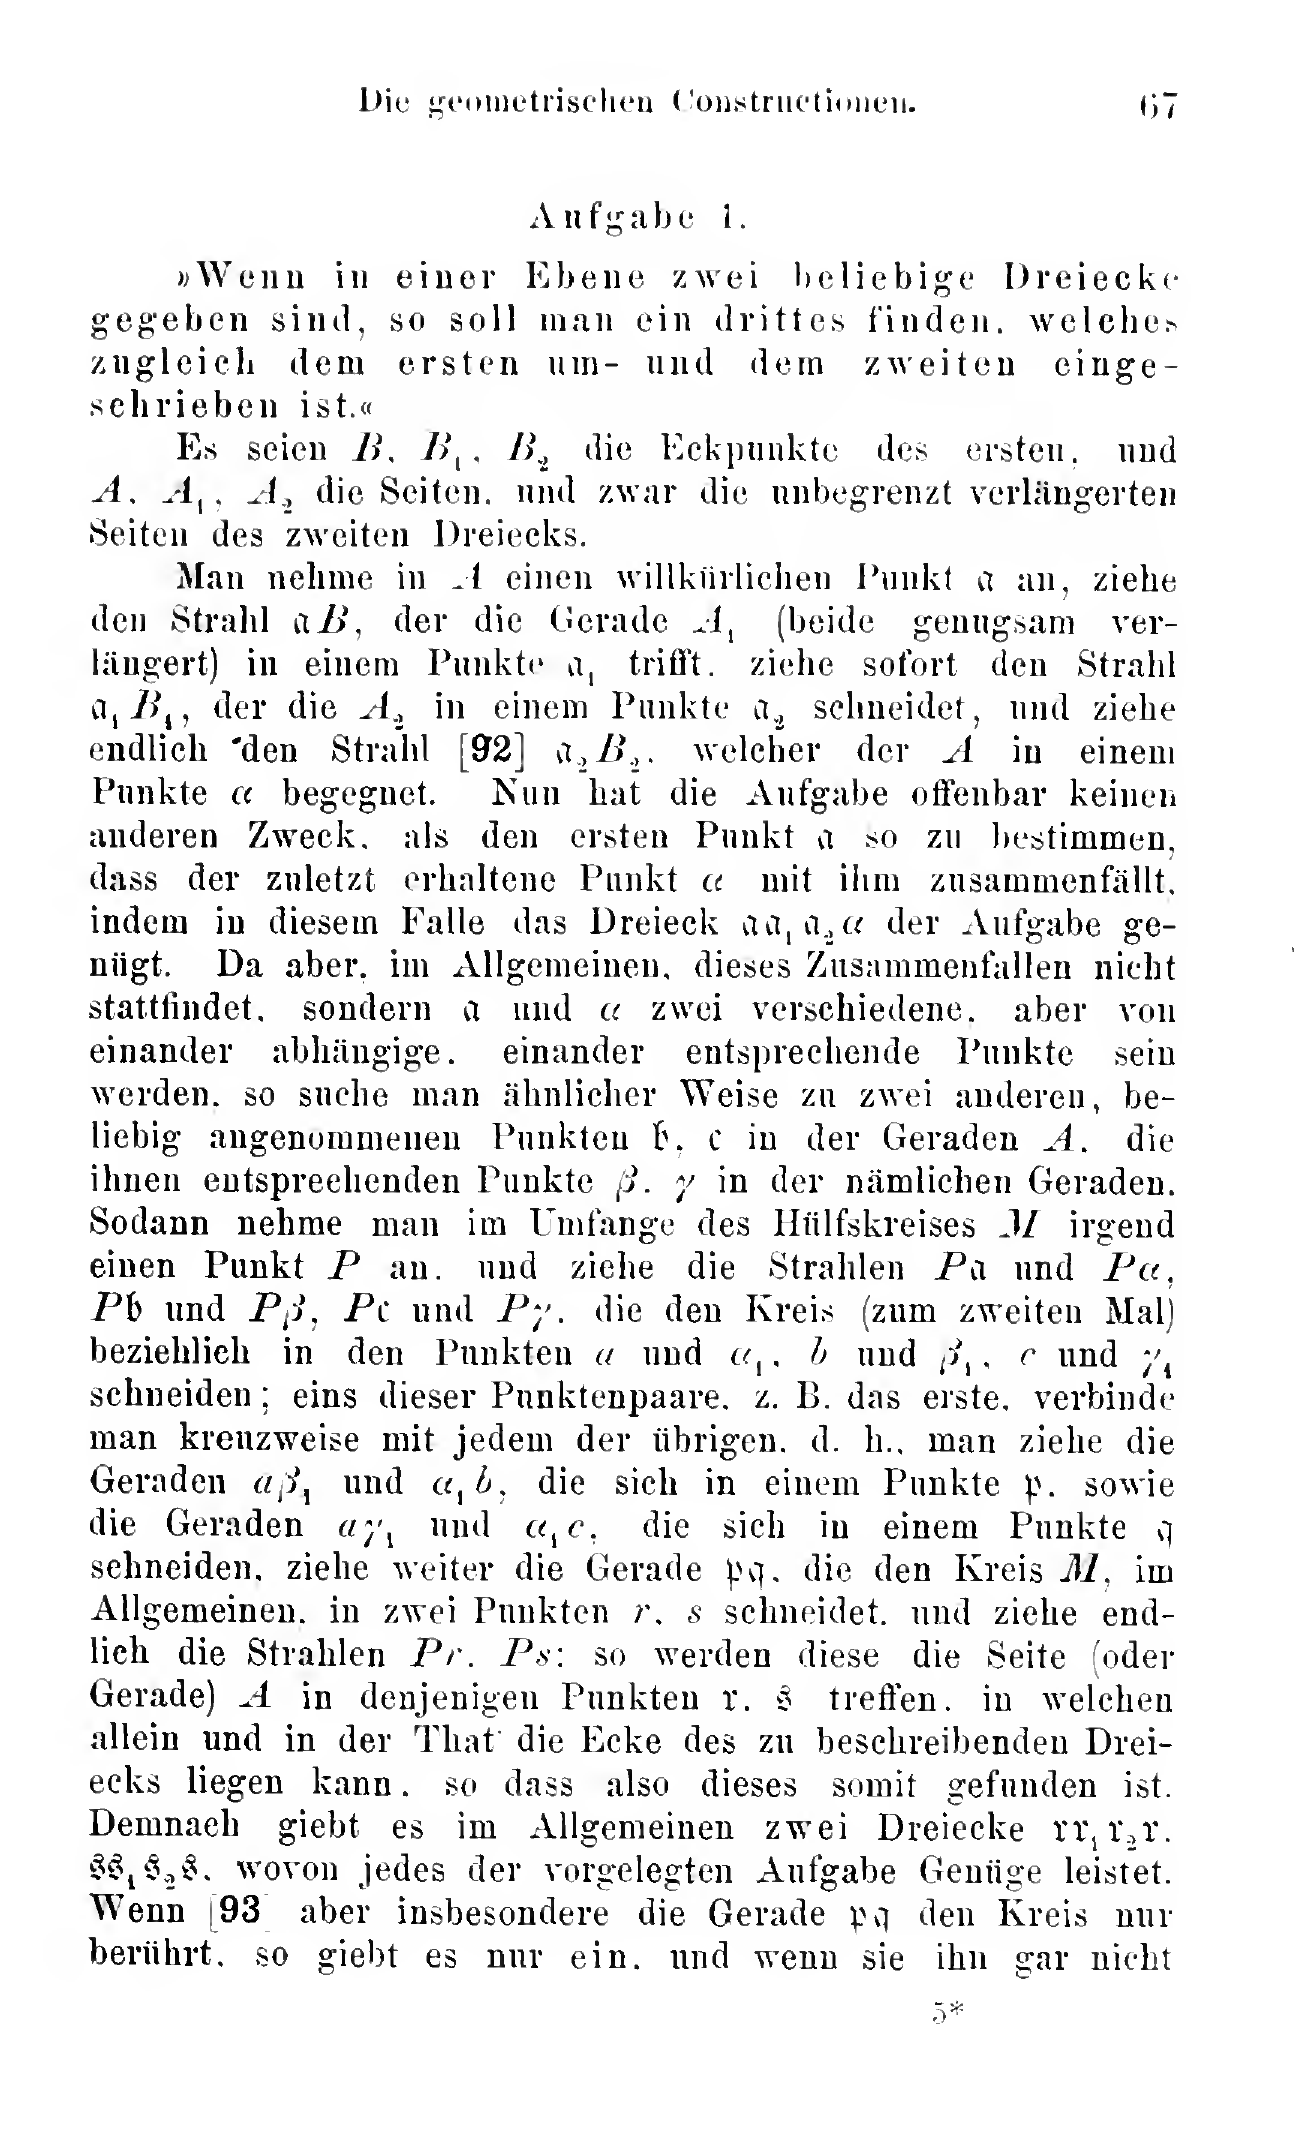 Die geometrischen Constructionen. 67
Aufgabe 1.
»Wenn in einer Ebene zwei beliebige Dreiecke
gegeben sind, so soll man ein drittes finden, welches
zugleich dem ersten um- und dem zweiten einge-
schrieben ist.«
Es seien B, B₁, B₂ die Eckpunkte des ersten, und
A, A₁, A₂ die Seiten, und zwar die unbegrenzt verlängerten
Seiten des zweiten Dreiecks.
Man nehme in A einen willkürlichen Punkt 𝔞 an, ziehe
den Strahl 𝔞B, der die Gerade A₁ (beide genugsam ver-
längert) in einem Punkte 𝔞₁ trifft, ziehe sofort den Strahl
𝔞₁B₁, der die A₂ in einem Punkte 𝔞₂ schneidet, und ziehe
endlich den Strahl [92] 𝔞₂B₂, welcher der A in einem
Punkte α begegnet. Nun hat die Aufgabe offenbar keinen
anderen Zweck, als den ersten Punkt 𝔞 so zu bestimmen,
dass der zuletzt erhaltene Punkt α mit ihm zusammenfällt,
indem in diesem Falle das Dreieck 𝔞𝔞₁𝔞₂α der Aufgabe ge-
nügt. Da aber, im Allgemeinen, dieses Zusammenfallen nicht
stattfindet, sondern 𝔞 und α zwei verschiedene, aber von
einander abhängige, einander entsprechende Punkte sein
werden, so suche man ähnlicher Weise zu zwei anderen, be-
liebig angenommenen Punkten 𝔟, 𝔠 in der Geraden A, die
ihnen entsprechenden Punkte β, γ in der nämlichen Geraden.
Sodann nehme man im Umfange des Hülfskreises M irgend
einen Punkt P an, und ziehe die Strahlen P𝔞 und Pα,
P𝔟 und Pβ, P𝔠 und Pγ, die den Kreis (zum zweiten Mal)
beziehlich in den Punkten a und α₁, b und β₁, c und γ₁
schneiden; eins dieser Punktenpaare, z. B. das erste, verbinde
man kreuzweise mit jedem der übrigen, d. h., man ziehe die
Geraden aβ₁ und α₁b, die sich in einem Punkte 𝔭, sowie
die Geraden aγ₁ und α₁c, die sich in einem Punkte 𝔮
schneiden, ziehe weiter die Gerade 𝔭𝔮, die den Kreis M, im
Allgemeinen, in zwei Punkten r, s schneidet, und ziehe end-
lich die Strahlen Pr, Ps: so werden diese die Seite (oder
Gerade) A in denjenigen Punkten 𝔯, 𝔰 treffen, in welchen
allein und in der That die Ecke des zu beschreibenden Drei-
ecks liegen kann, so dass also dieses somit gefunden ist.
Demnach giebt es im Allgemeinen zwei Dreiecke 𝔯𝔯₁𝔯₂𝔯,
𝔰𝔰₁𝔰₂𝔰, wovon jedes der vorgelegten Aufgabe Genüge leistet.
Wenn [93] aber insbesondere die Gerade 𝔭𝔮 den Kreis nur
berührt, so giebt es nur ein, und wenn sie ihn gar nicht
5*